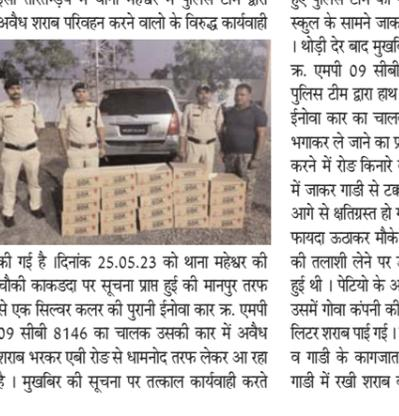 अवैध शराब परिवहन करने वालो के विरुद्ध कार्यवाही
की गई है ।दिनांक 25.05.23 को थाना महेश्वर की
चौकी काकडदा पर सूचना प्राप्त हुई की मानपुर तरफ
से एक सिल्वर कलर की पुरानी ईनोवा कार क्र. एमपी
09 सीबी 8146 का चालक उसकी कार में अवैध
शराब भरकर एबी रोड से धामनोद तरफ लेकर आ रहा
है । मुखबिर की सूचना पर तत्काल कार्यवाही करते
स्कुल के सामने जाक
। थोड़ी देर बाद मुखबि
क्र. एमपी 09 सीबी
पुलिस टीम द्वारा हाथ
ईनोवा कार का चाल
भगाकर ले जाने का प्र
करने में रोड किनारे
में जाकर गाडी से टक
आगे से क्षतिग्रस्त हो
फायदा ऊठाकर मौके
की तलाशी लेने पर
हुई थी । पेटियो के अ
उसमें गोवा कंपनी की
लिटर शराब पाई गई ।
व गाडी के कागजात
गाडी में रखी शराब